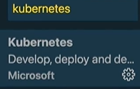 kubernetes
Kubernetes
Develop, deploy and de...
Microsoft